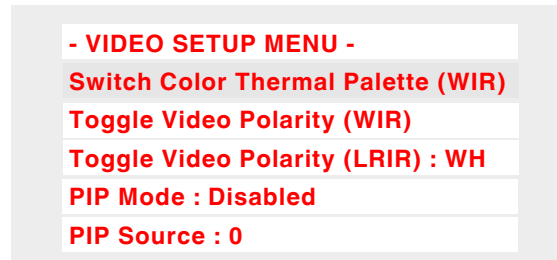 - VIDEO SETUP MENU -
Switch Color Thermal Palette (WIR)
Toggle Video Polarity (WIR)
Toggle Video Polarity (LRIR) : WH
PIP Mode : Disabled
PIP Source : 0